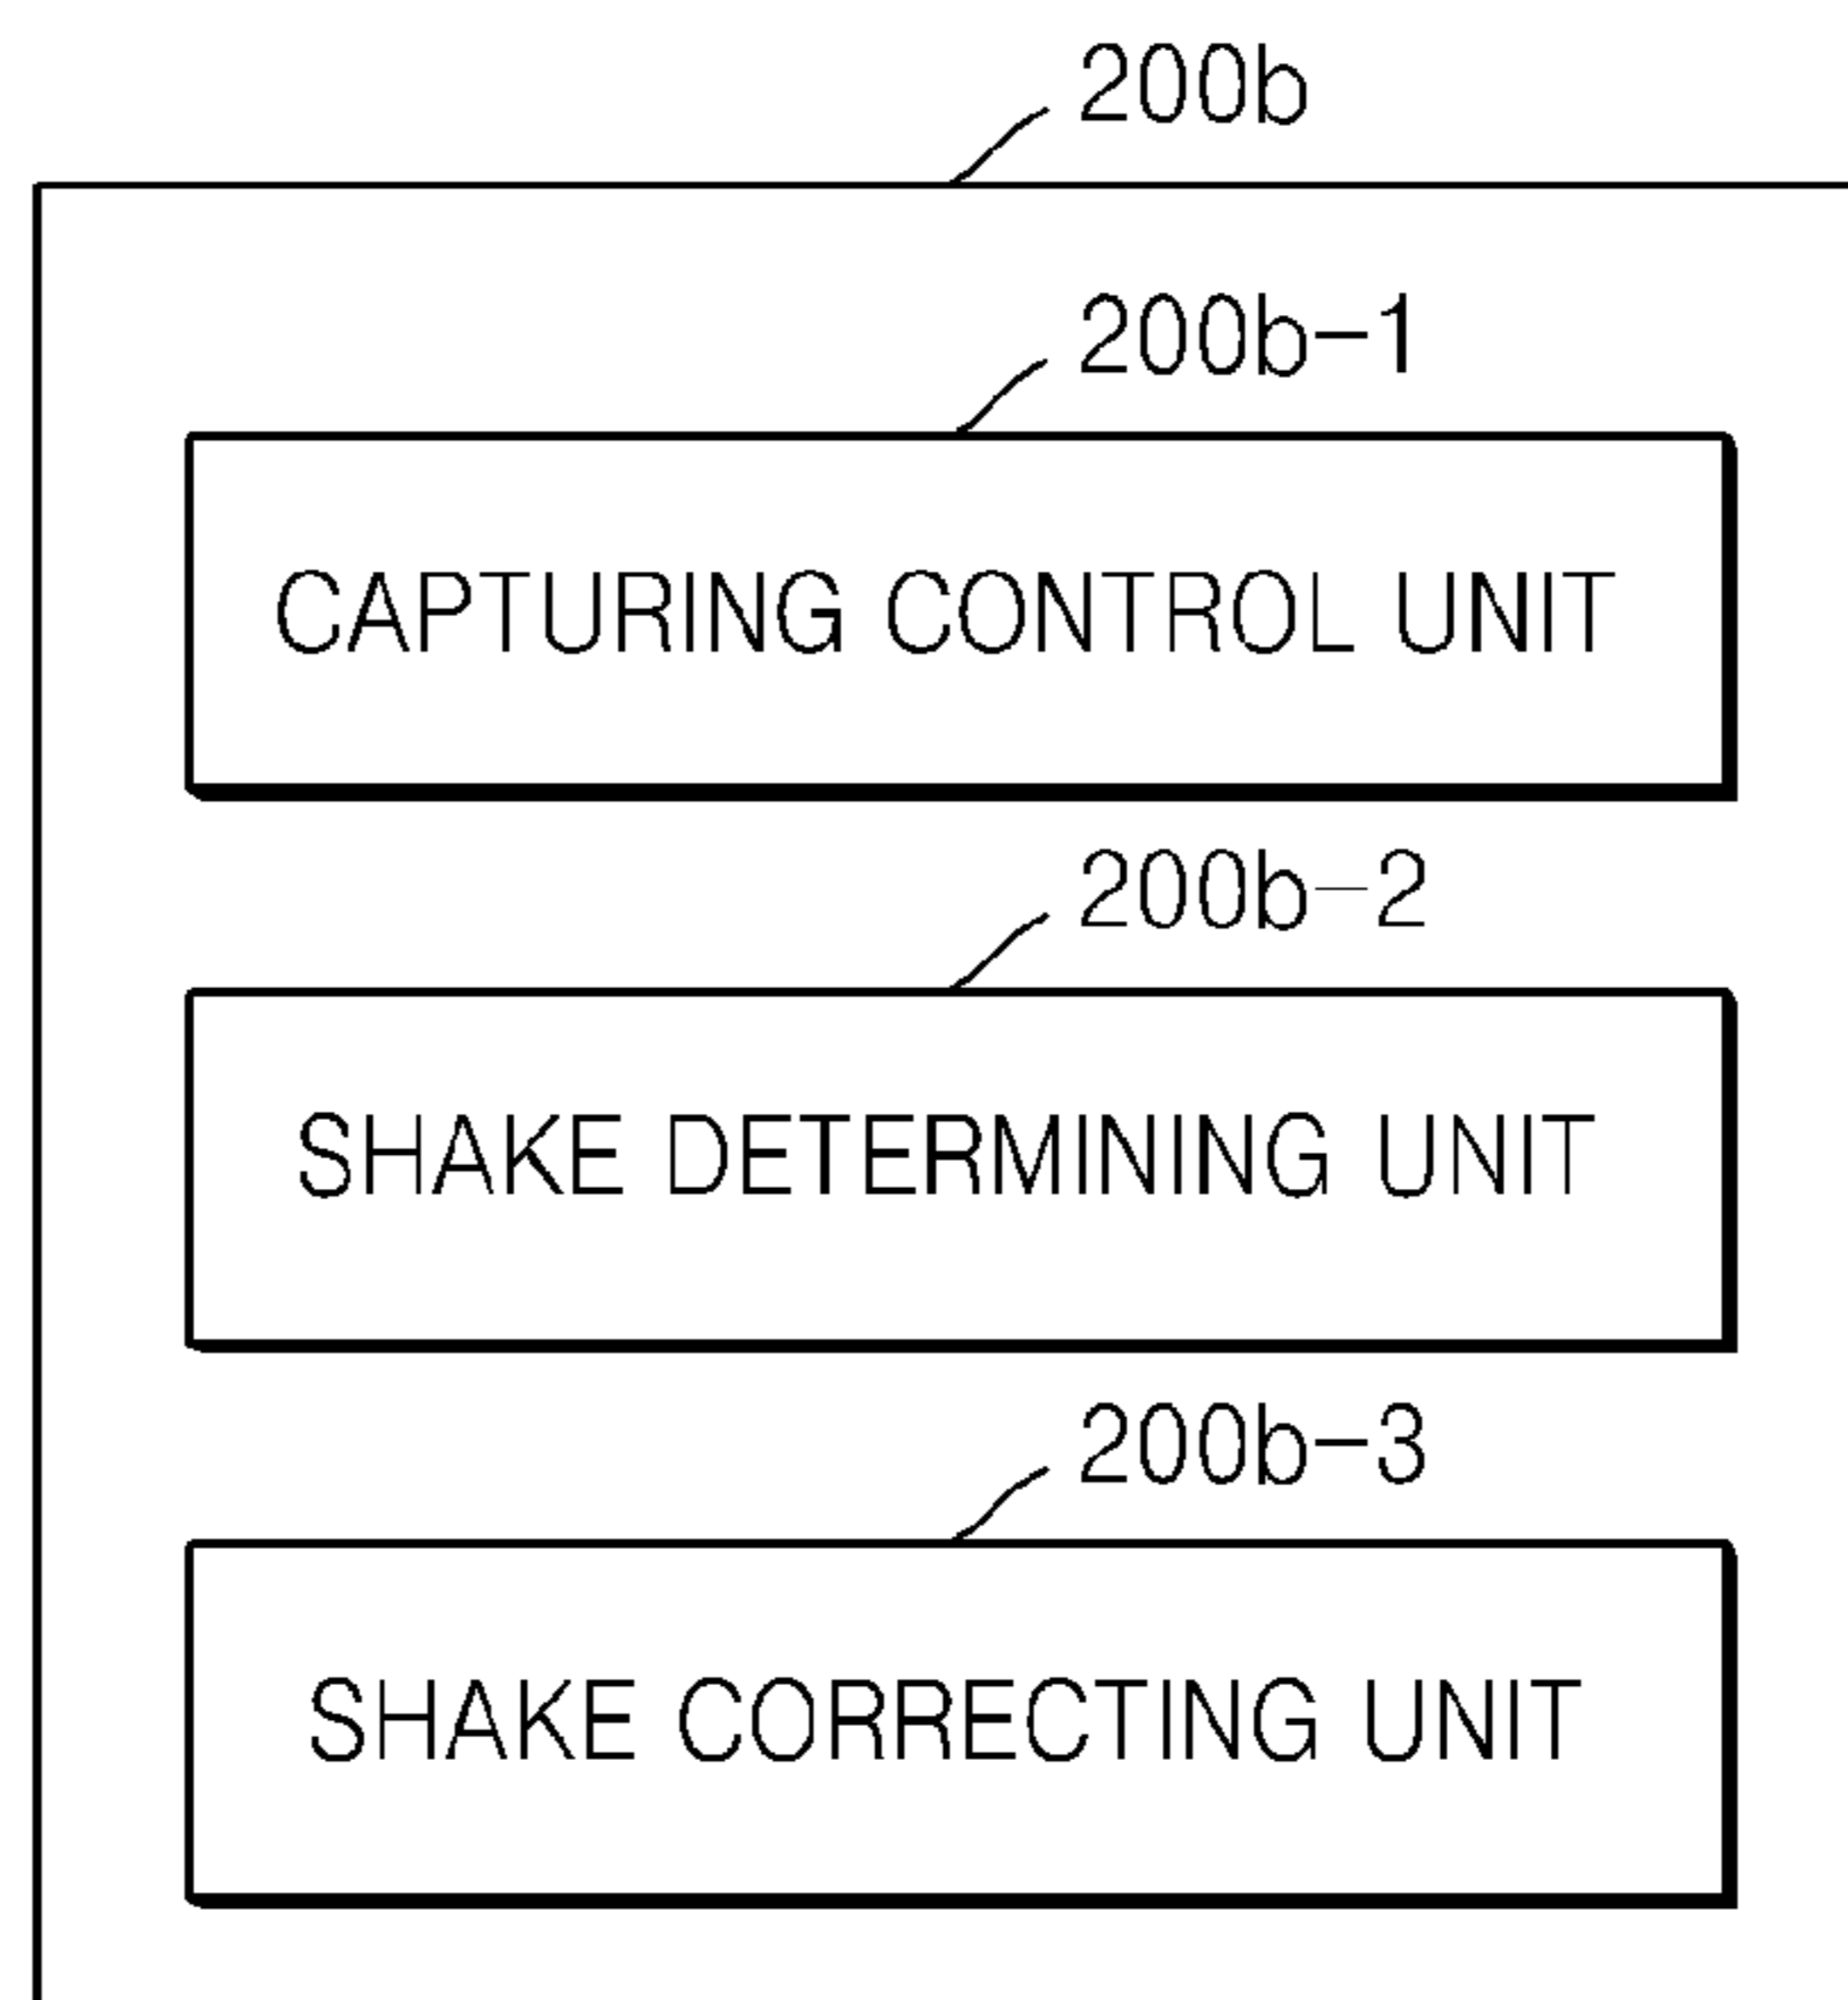 200b
200b-1
CAPTURING CONTROL UNIT
200b-2
SHAKE DETERMINING UNIT
200b-3
SHAKE CORRECTING UNIT